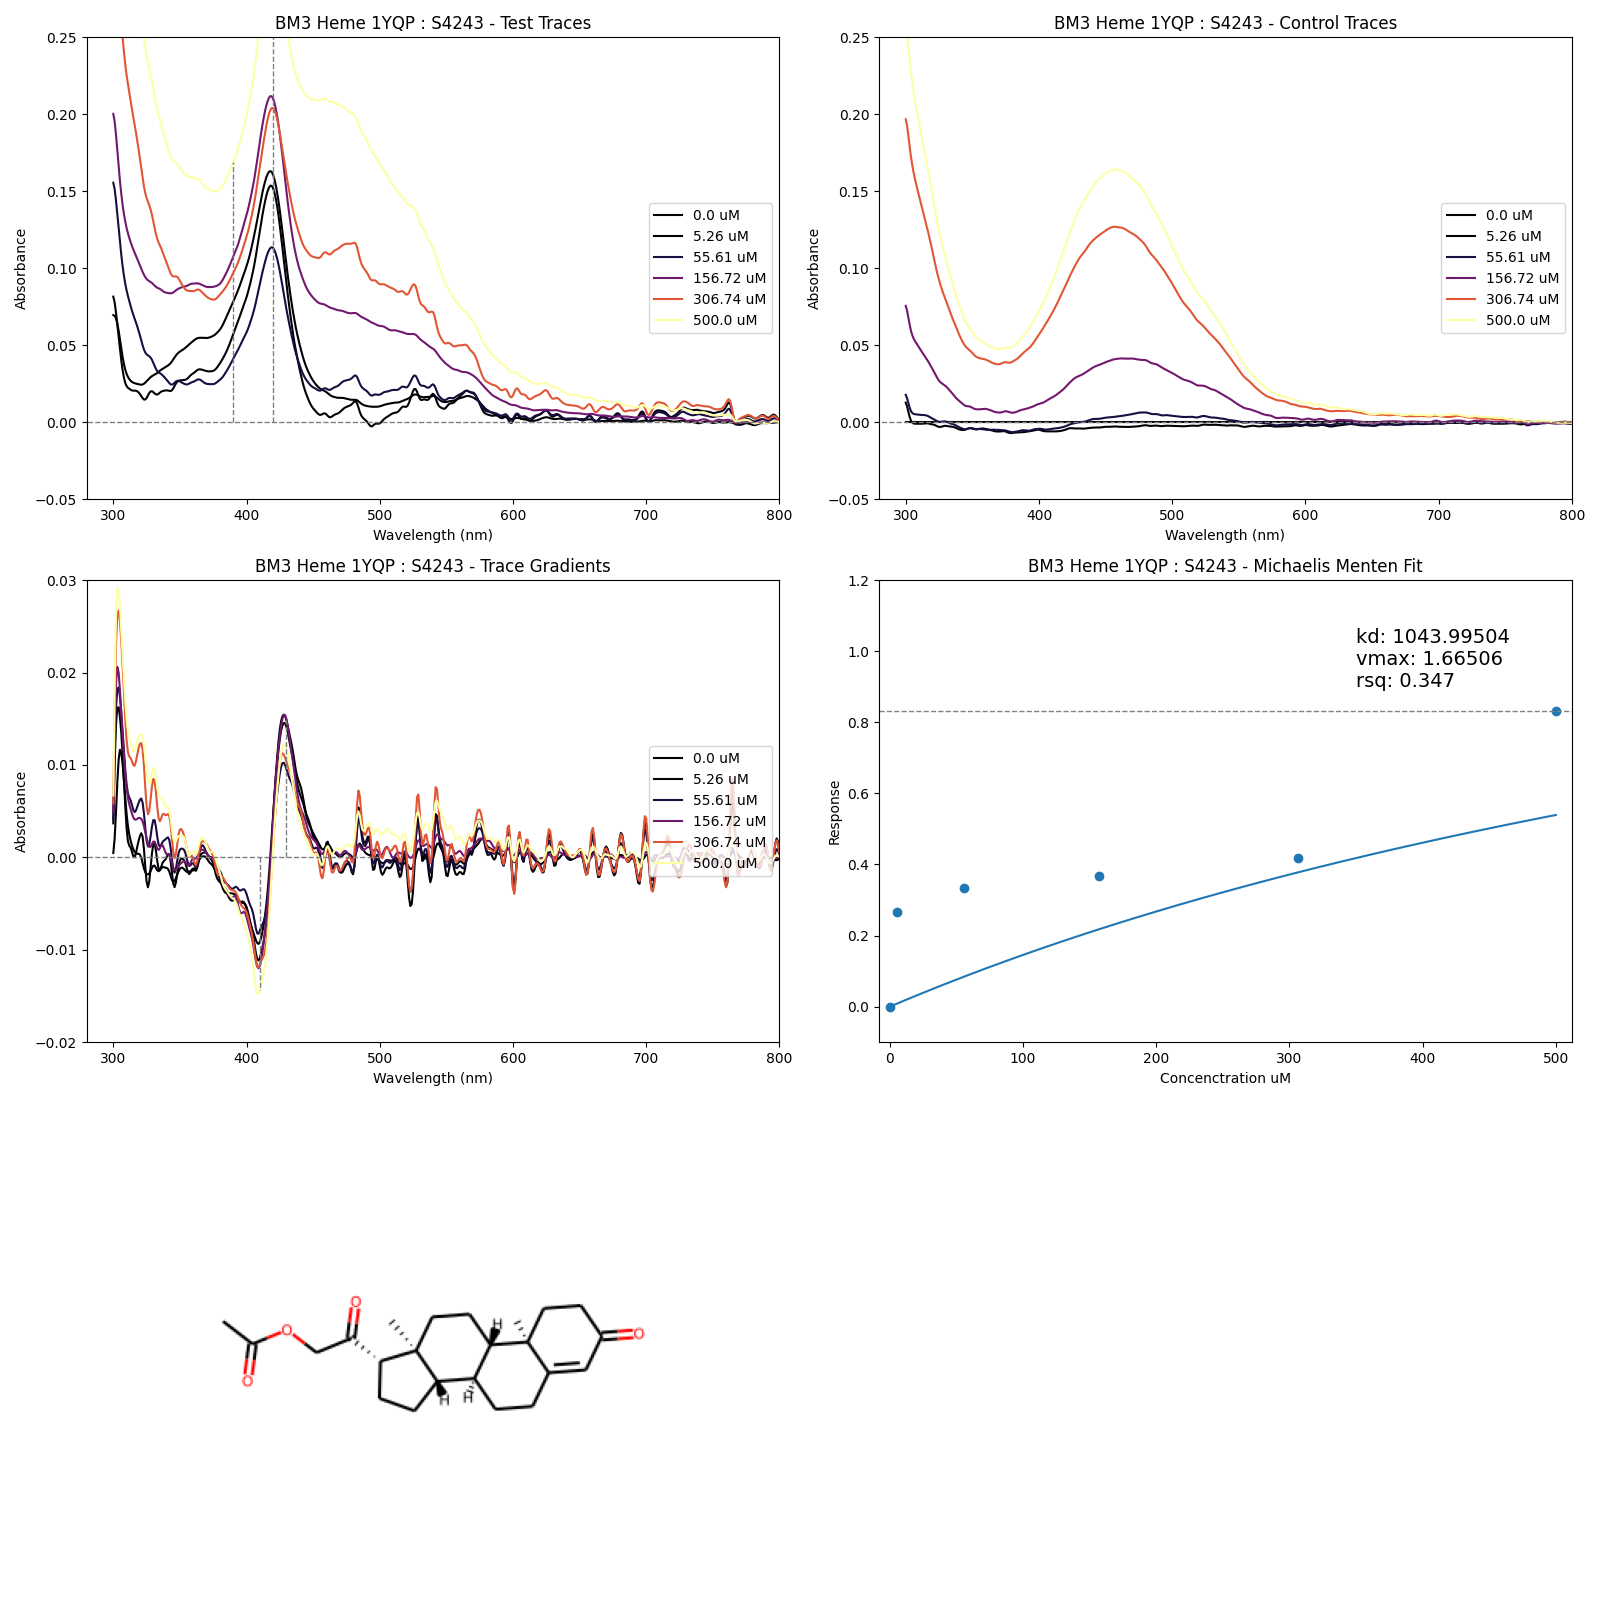 BM3 Heme 1YQP : S4243 - Test Traces
0.25
0.20
0.15
0.10
0.05
0.00
−0.05
Absorbance
300 400 500 600 700 800
Wavelength (nm)
0.0 uM
5.26 uM
55.61 uM
156.72 uM
306.74 uM
500.0 uM
BM3 Heme 1YQP : S4243 - Control Traces
0.25
0.20
0.15
0.10
0.05
0.00
−0.05
Absorbance
300 400 500 600 700 800
Wavelength (nm)
0.0 uM
5.26 uM
55.61 uM
156.72 uM
306.74 uM
500.0 uM
BM3 Heme 1YQP : S4243 - Trace Gradients
0.03
0.02
0.01
0.00
−0.01
−0.02
Absorbance
300 400 500 600 700 800
Wavelength (nm)
0.0 uM
5.26 uM
55.61 uM
156.72 uM
306.74 uM
500.0 uM
BM3 Heme 1YQP : S4243 - Michaelis Menten Fit
1.2
1.0
0.8
0.6
0.4
0.2
0.0
Response
0 100 200 300 400 500
Concenctration uM
kd: 1043.99504
vmax: 1.66506
rsq: 0.347
O
O
O
H
O
H
H